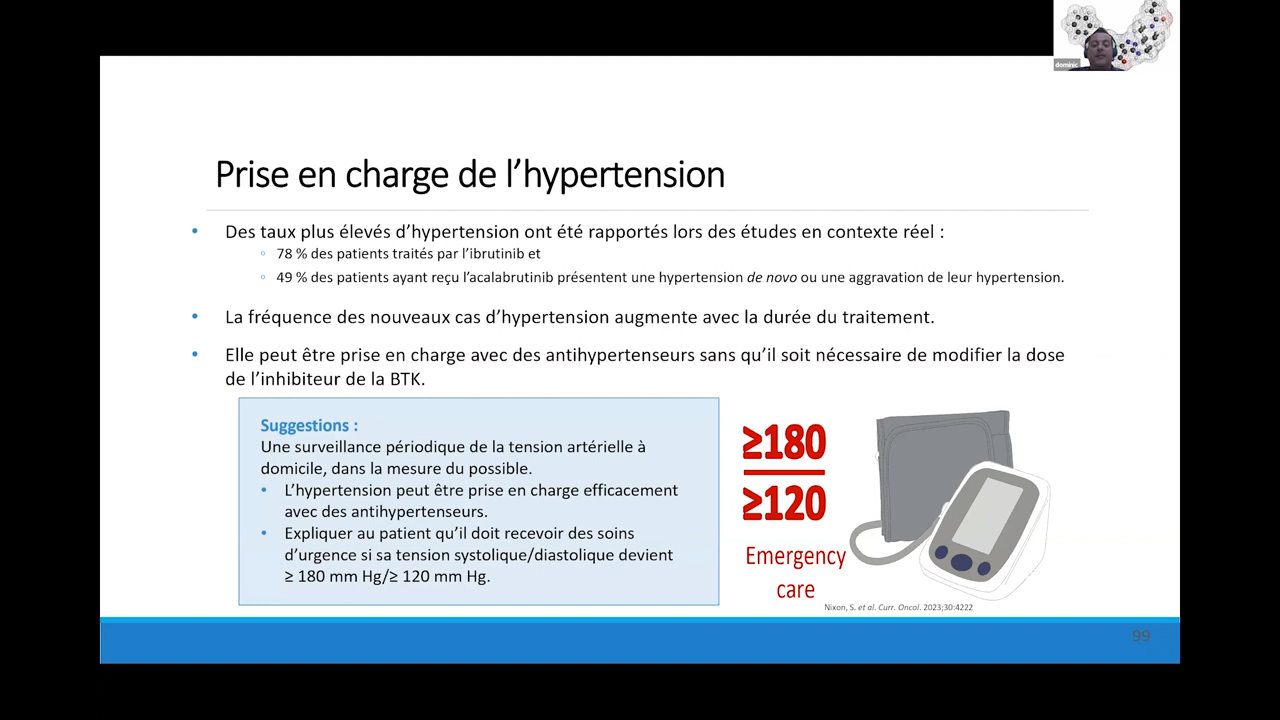 dominic
Prise en charge de l’hypertension
• Des taux plus élevés d’hypertension ont été rapportés lors des études en contexte réel :
◦ 78 % des patients traités par l’ibrutinib et
◦ 49 % des patients ayant reçu l’acalabrutinib présentent une hypertension de novo ou une aggravation de leur hypertension.
• La fréquence des nouveaux cas d’hypertension augmente avec la durée du traitement.
• Elle peut être prise en charge avec des antihypertenseurs sans qu’il soit nécessaire de modifier la dose
de l’inhibiteur de la BTK.
Suggestions :
Une surveillance périodique de la tension artérielle à
domicile, dans la mesure du possible.
• L’hypertension peut être prise en charge efficacement
avec des antihypertenseurs.
• Expliquer au patient qu’il doit recevoir des soins
d’urgence si sa tension systolique/diastolique devient
≥ 180 mm Hg/≥ 120 mm Hg.
≥180
≥120
Emergency
care
Nixon, S. et al. Curr. Oncol. 2023;30:4222
99